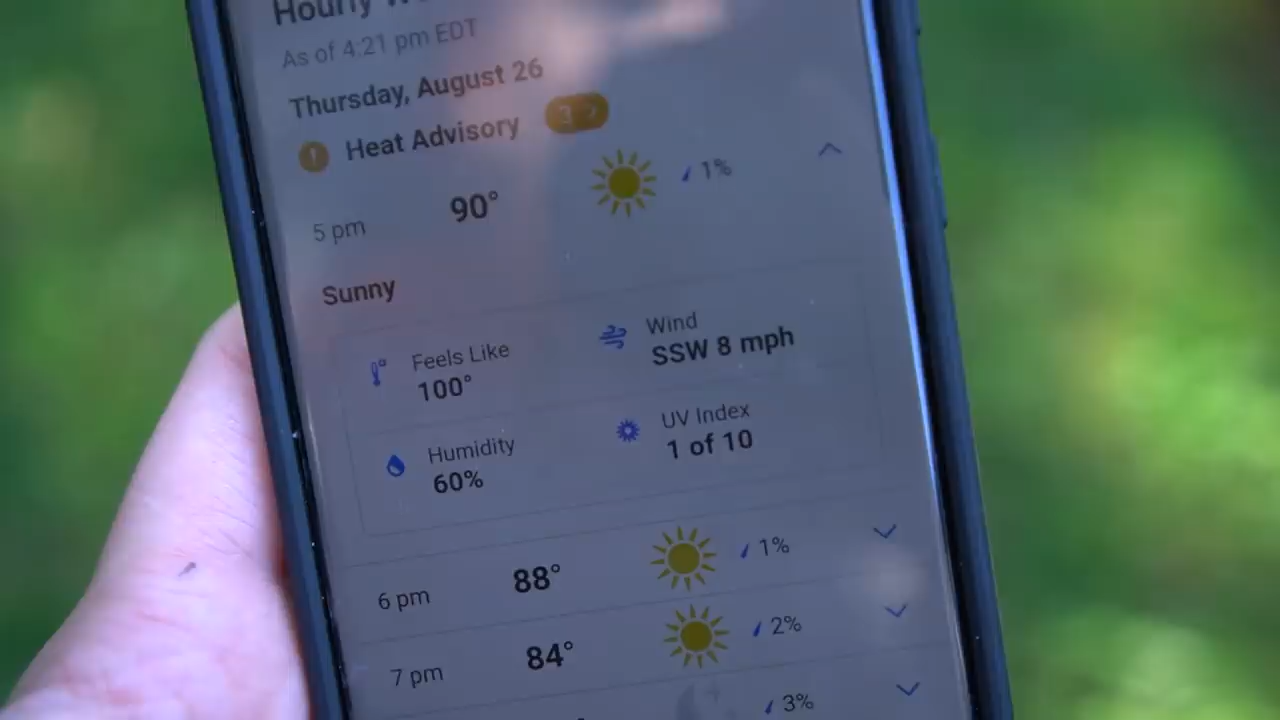 Hourly
As of 4:21 pm EDT
Thursday, August 26
! Heat Advisory 3 >
5 pm 90° 1%
Sunny
Feels Like Wind
100° SSW 8 mph
Humidity UV Index
60% 1 of 10
6 pm 88° 1%
7 pm 84° 2%
3%